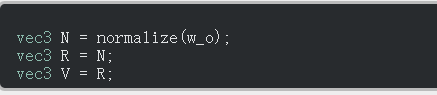 vec3 N = normalize(w_o);
vec3 R = N;
vec3 V = R;